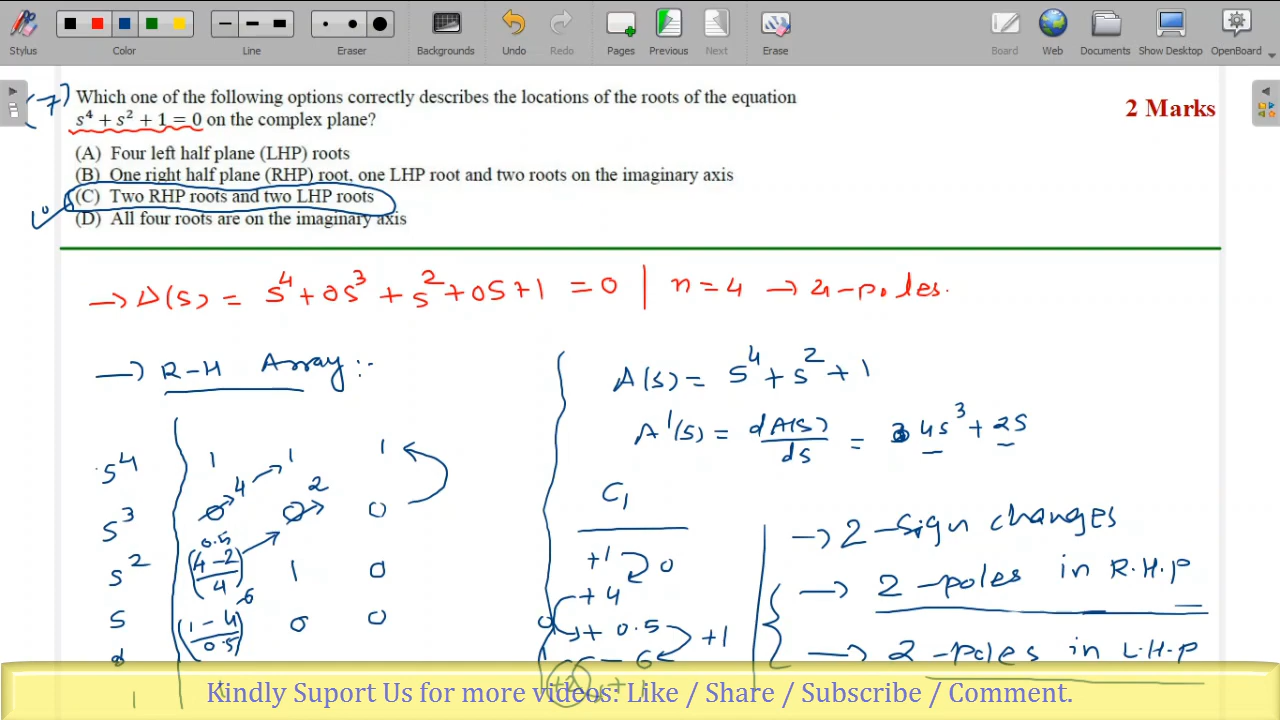 Stylus
Color
Line
Eraser
Backgrounds
Undo
Redo
Pages
Previous
Next
Erase
Board
Web
Documents
Show Desktop
OpenBoard
(7) Which one of the following options correctly describes the locations of the roots of the equation
s⁴ + s² + 1 = 0 on the complex plane?
2 Marks
(A) Four left half plane (LHP) roots
(B) One right half plane (RHP) root, one LHP root and two roots on the imaginary axis
(C) Two RHP roots and two LHP roots
(D) All four roots are on the imaginary axis
→ Δ(s) = s⁴ + 0s³ + s² + 0s + 1 = 0 | n = 4 → 4-poles.
→ R-H Array :-
s⁴ 1 1 1
s³ 0 4 0 2 0
s² (4-2)/4 0.5 1 0
s (1-4)/0.5 -6 0 0
1
A(s) = s⁴ + s² + 1
A'(s) = dA(s)/ds = 4s³ + 2s
C₁
+1 0
+4
+ 0.5 +1
- 6
→ 2-sign changes
→ 2-poles in R.H.P
→ 2-poles in L.H.P
Kindly Suport Us for more videos: Like / Share / Subscribe / Comment.